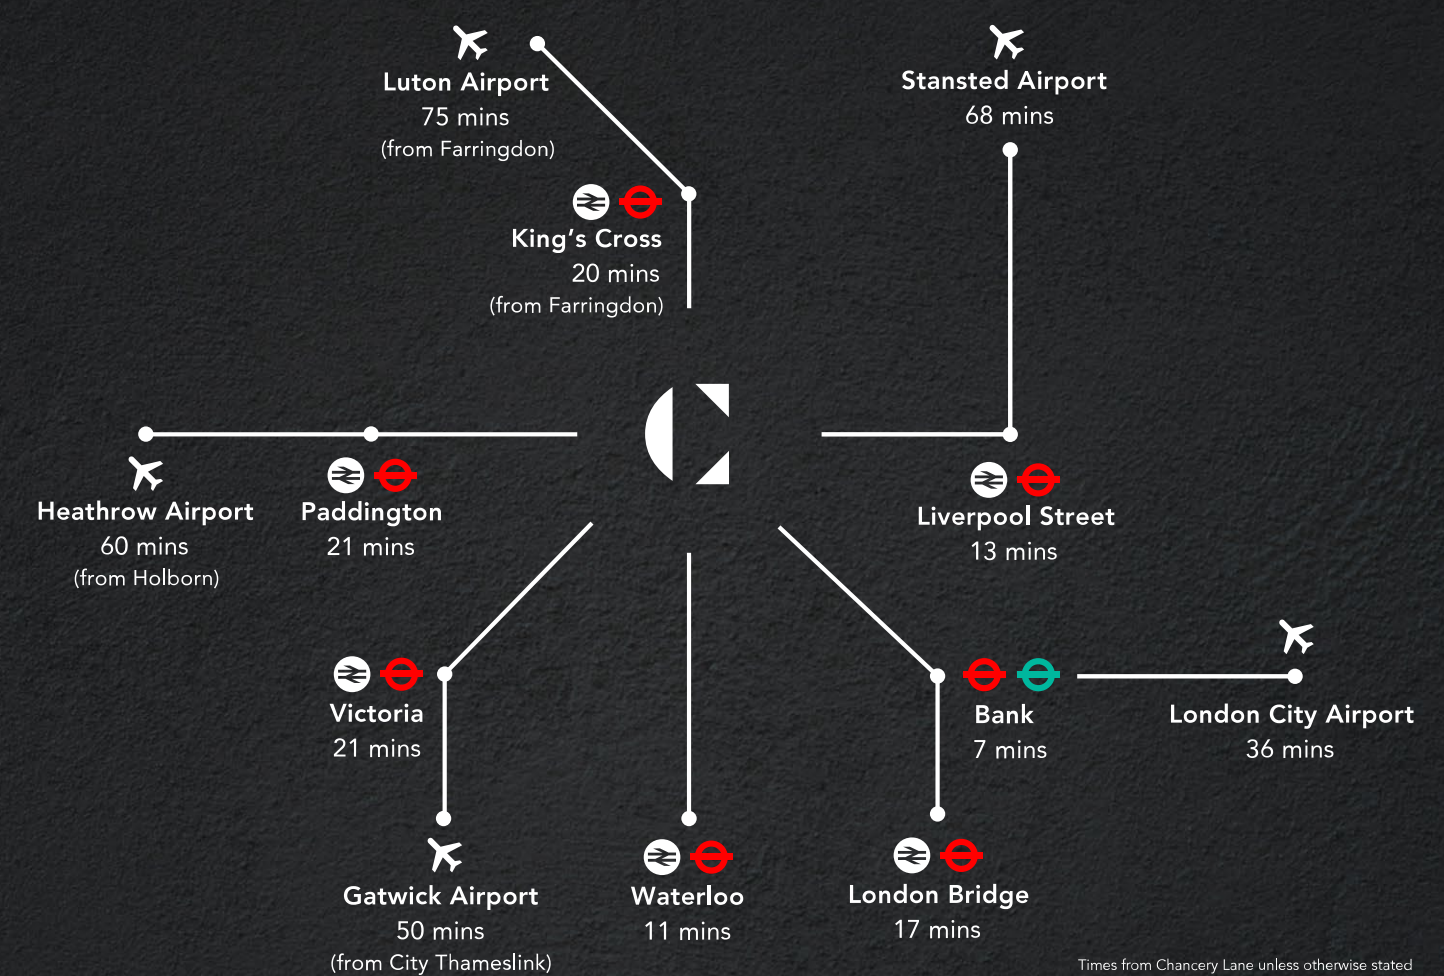 Luton Airport
75 mins
(from Farringdon)
Stansted Airport
68 mins
King's Cross
20 mins
(from Farringdon)
Heathrow Airport
60 mins
(from Holborn)
Paddington
21 mins
Liverpool Street
13 mins
Victoria
21 mins
Bank
7 mins
London City Airport
36 mins
Gatwick Airport
50 mins
(from City Thameslink)
Waterloo
11 mins
London Bridge
17 mins
Times from Chancery Lane unless otherwise stated